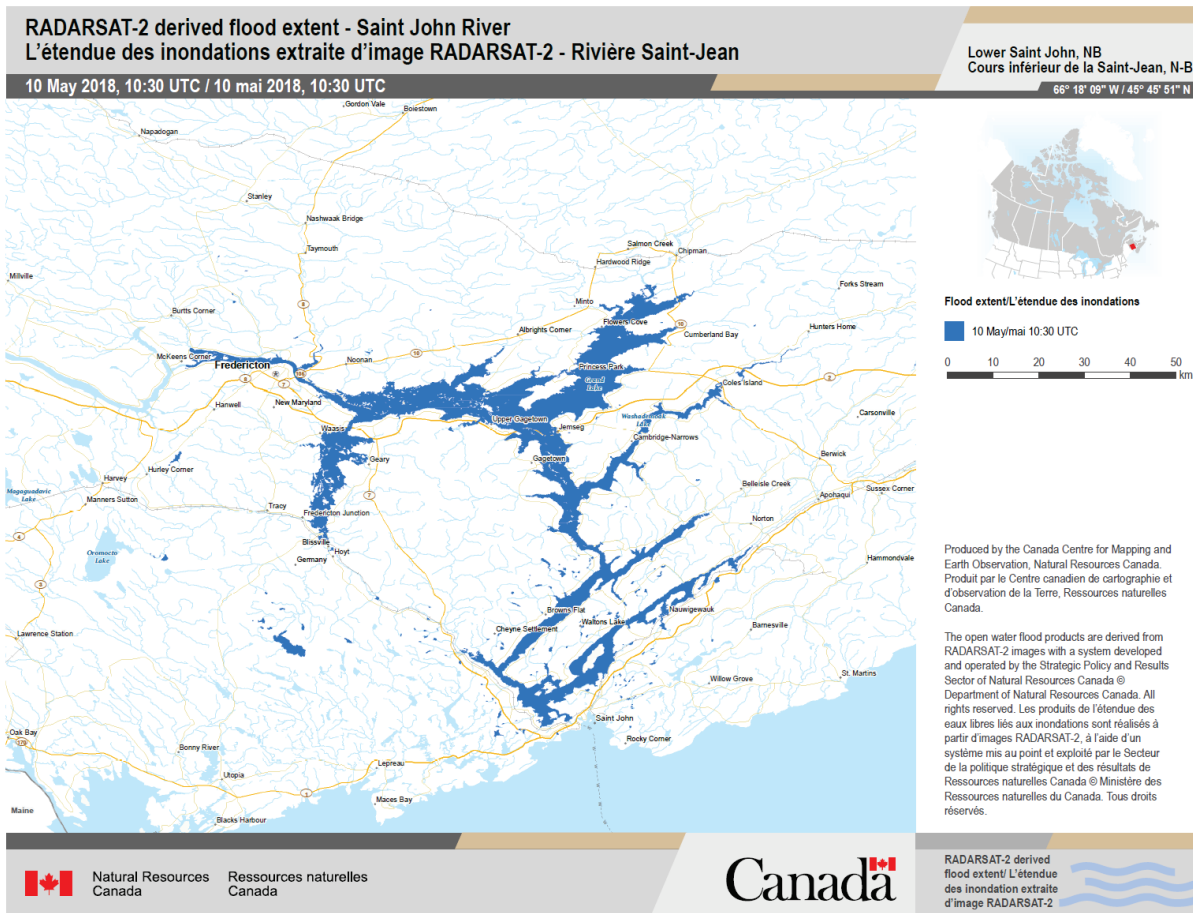 RADARSAT-2 derived flood extent - Saint John River
L'étendue des inondations extraite d'image RADARSAT-2 - Rivière Saint-Jean
10 May 2018, 10:30 UTC / 10 mai 2018, 10:30 UTC
Lower Saint John, NB
Cours inférieur de la Saint-Jean, N-B
66° 18' 09" W / 45° 45' 51" N
Gordon Vale
Boiestown
Napadogan
Stanley
Nashwaak Bridge
Taymouth
Salmon Creek
Chipman
Hardwood Ridge
Millville
Forks Stream
8
Minto
Burtts Corner
Flowers Cove
10
Hunters Home
Albrights Corner
Cumberland Bay
McKeens Corner
Noonan
10
Fredericton
Princess Park
Grand
Lake
105
8
7
2
Coles Island
Hanwell
New Maryland
Carsonville
Upper Gagetown
Washademoak
Lake
Jemseg
Waasis
Cambridge-Narrows
Geary
Gagetown
Berwick
Hurley Corner
Harvey
Belleisle Creek
Sussex Corner
Magaguadavic
Lake
Manners Sutton
7
Apohaqui
Tracy
Fredericton Junction
Norton
4
Blissville
Oromocto
Lake
Hoyt
Germany
Hammondvale
3
Browns Flat
Nauwigewauk
Waltons Lake
Cheyne Settlement
Barnesville
Lawrence Station
Willow Grove
St. Martins
Saint John
Oak Bay
170
Rocky Corner
Bonny River
Lepreau
Utopia
1
Maces Bay
Maine
Blacks Harbour
Flood extent/L'étendue des inondations
10 May/mai 10:30 UTC
0 10 20 30 40 50
km
Produced by the Canada Centre for Mapping and
Earth Observation, Natural Resources Canada.
Produit par le Centre canadien de cartographie et
d'observation de la Terre, Ressources naturelles
Canada.
The open water flood products are derived from
RADARSAT-2 images with a system developed
and operated by the Strategic Policy and Results
Sector of Natural Resources Canada ©
Department of Natural Resources Canada. All
rights reserved. Les produits de l'étendue des
eaux libres liés aux inondations sont réalisés à
partir d'images RADARSAT-2, à l'aide d'un
système mis au point et exploité par le Secteur
de la politique stratégique et des résultats de
Ressources naturelles Canada © Ministère des
Ressources naturelles du Canada. Tous droits
réservés.
Natural Resources
Canada
Ressources naturelles
Canada
Canada
RADARSAT-2 derived
flood extent/ L'étendue
des inondation extraite
d'image RADARSAT-2